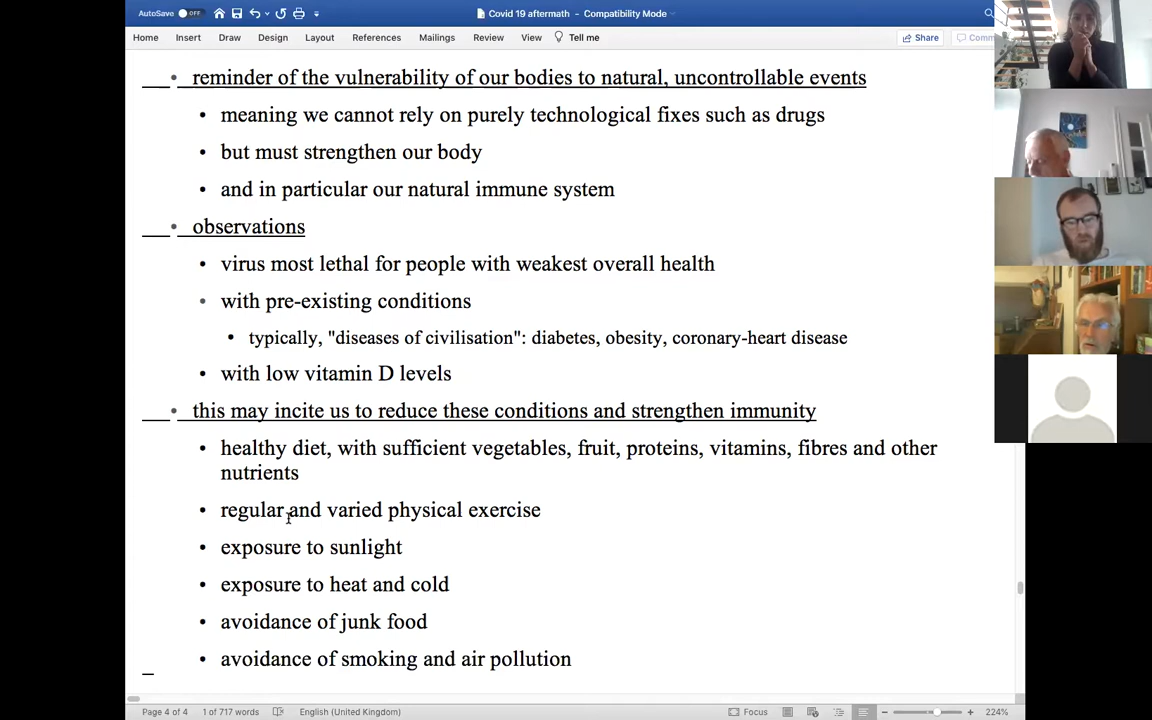 AutoSave OFF
Covid 19 aftermath - Compatibility Mode
Home Insert Draw Design Layout References Mailings Review View Tell me Share Comm
• reminder of the vulnerability of our bodies to natural, uncontrollable events
• meaning we cannot rely on purely technological fixes such as drugs
• but must strengthen our body
• and in particular our natural immune system
• observations
• virus most lethal for people with weakest overall health
• with pre-existing conditions
• typically, "diseases of civilisation": diabetes, obesity, coronary-heart disease
• with low vitamin D levels
• this may incite us to reduce these conditions and strengthen immunity
• healthy diet, with sufficient vegetables, fruit, proteins, vitamins, fibres and other
nutrients
• regular and varied physical exercise
• exposure to sunlight
• exposure to heat and cold
• avoidance of junk food
• avoidance of smoking and air pollution
Page 4 of 4 1 of 717 words English (United Kingdom) Focus 224%